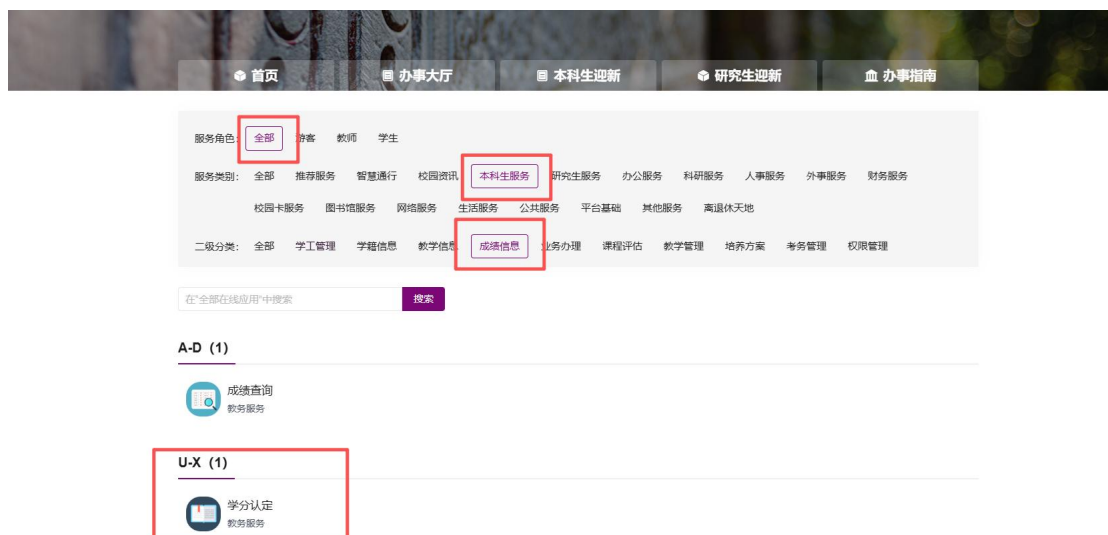 首页 办事大厅 本科生迎新 研究生迎新 办事指南
服务角色: 全部 游客 教师 学生
服务类别: 全部 推荐服务 智慧通行 校园资讯 本科生服务 研究生服务 办公服务 科研服务 人事服务 外事服务 财务服务
校园卡服务 图书馆服务 网络服务 生活服务 公共服务 平台基础 其他服务 离退休天地
二级分类: 全部 学工管理 学籍信息 教学信息 成绩信息 业务办理 课程评估 教学管理 培养方案 考务管理 权限管理
在"全部在线应用"中搜索 搜索
A-D (1)
成绩查询
教务服务
U-X (1)
学分认定
教务服务